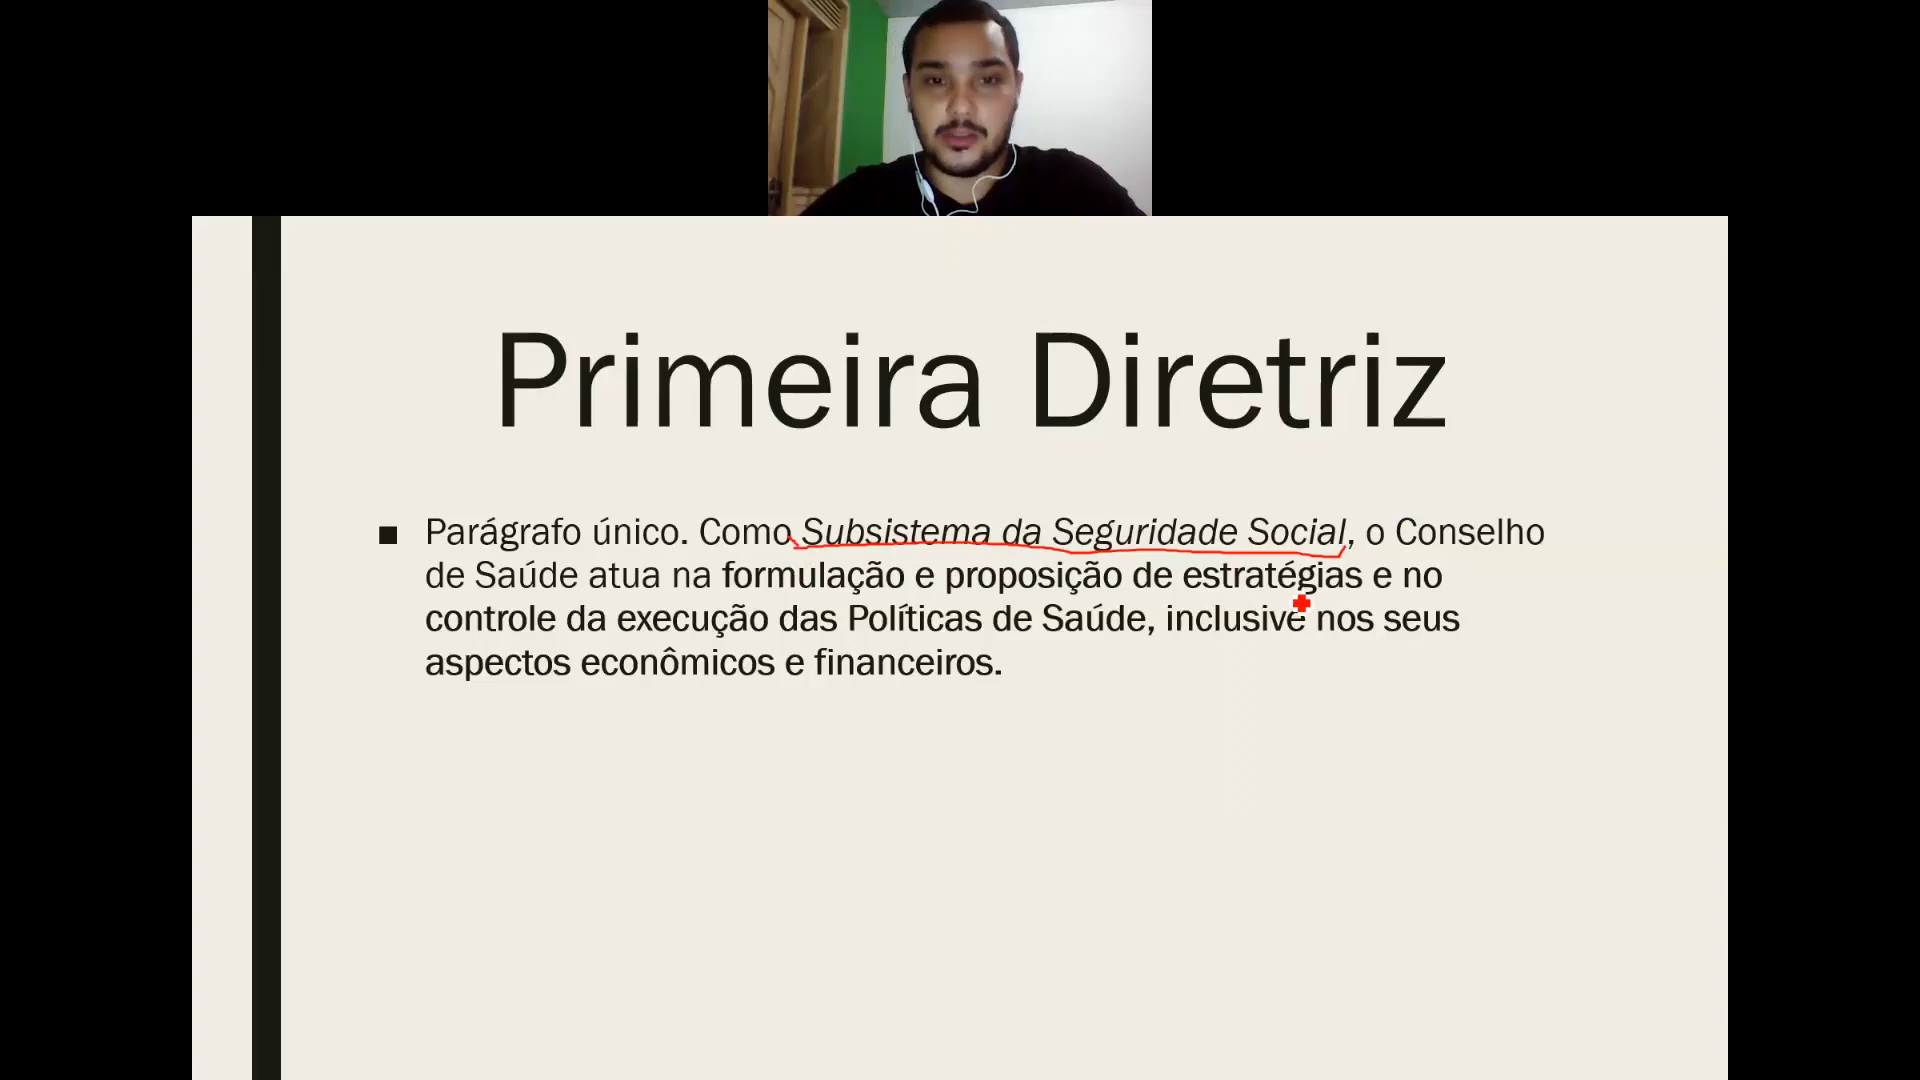 Primeira Diretriz
Parágrafo único. Como Subsistema da Seguridade Social, o Conselho
de Saúde atua na formulação e proposição de estratégias e no
controle da execução das Políticas de Saúde, inclusive nos seus
aspectos econômicos e financeiros.